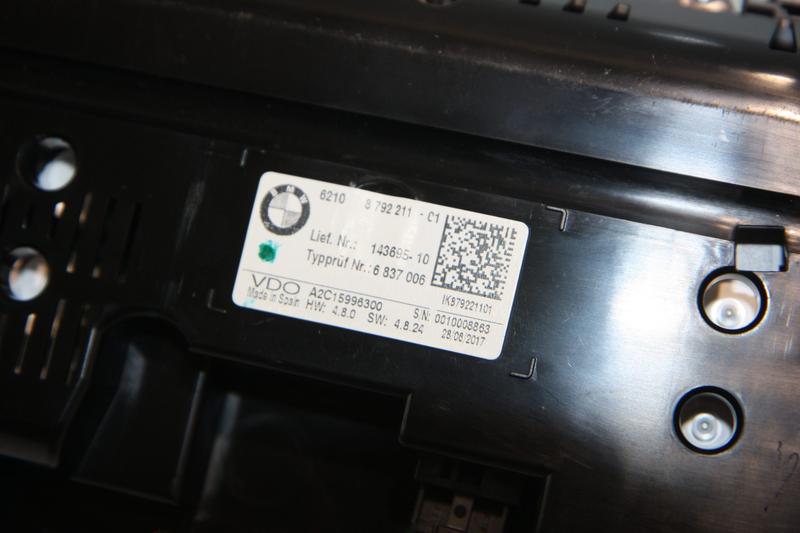 BMW
6210 8 792 211 - 01
Lief. Nr.: 143695-10
Typprüf Nr.: 6 837 006
IK879221101
VDO A2C15996300 S/N: 0010008863
Made in Spain HW: 4.8.0 SW: 4.8.24 28/06/2017